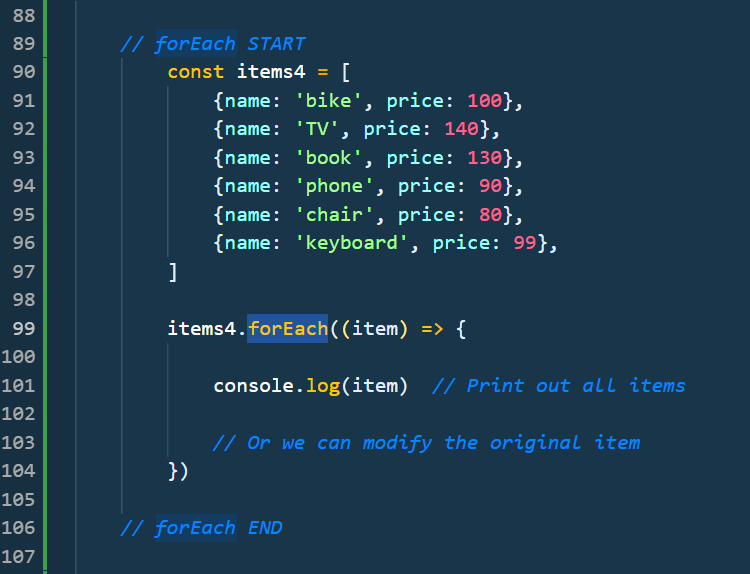 88
89 // forEach START
90 const items4 = [
91 {name: 'bike', price: 100},
92 {name: 'TV', price: 140},
93 {name: 'book', price: 130},
94 {name: 'phone', price: 90},
95 {name: 'chair', price: 80},
96 {name: 'keyboard', price: 99},
97 ]
98
99 items4.forEach((item) => {
100
101 console.log(item) // Print out all items
102
103 // Or we can modify the original item
104 })
105
106 // forEach END
107